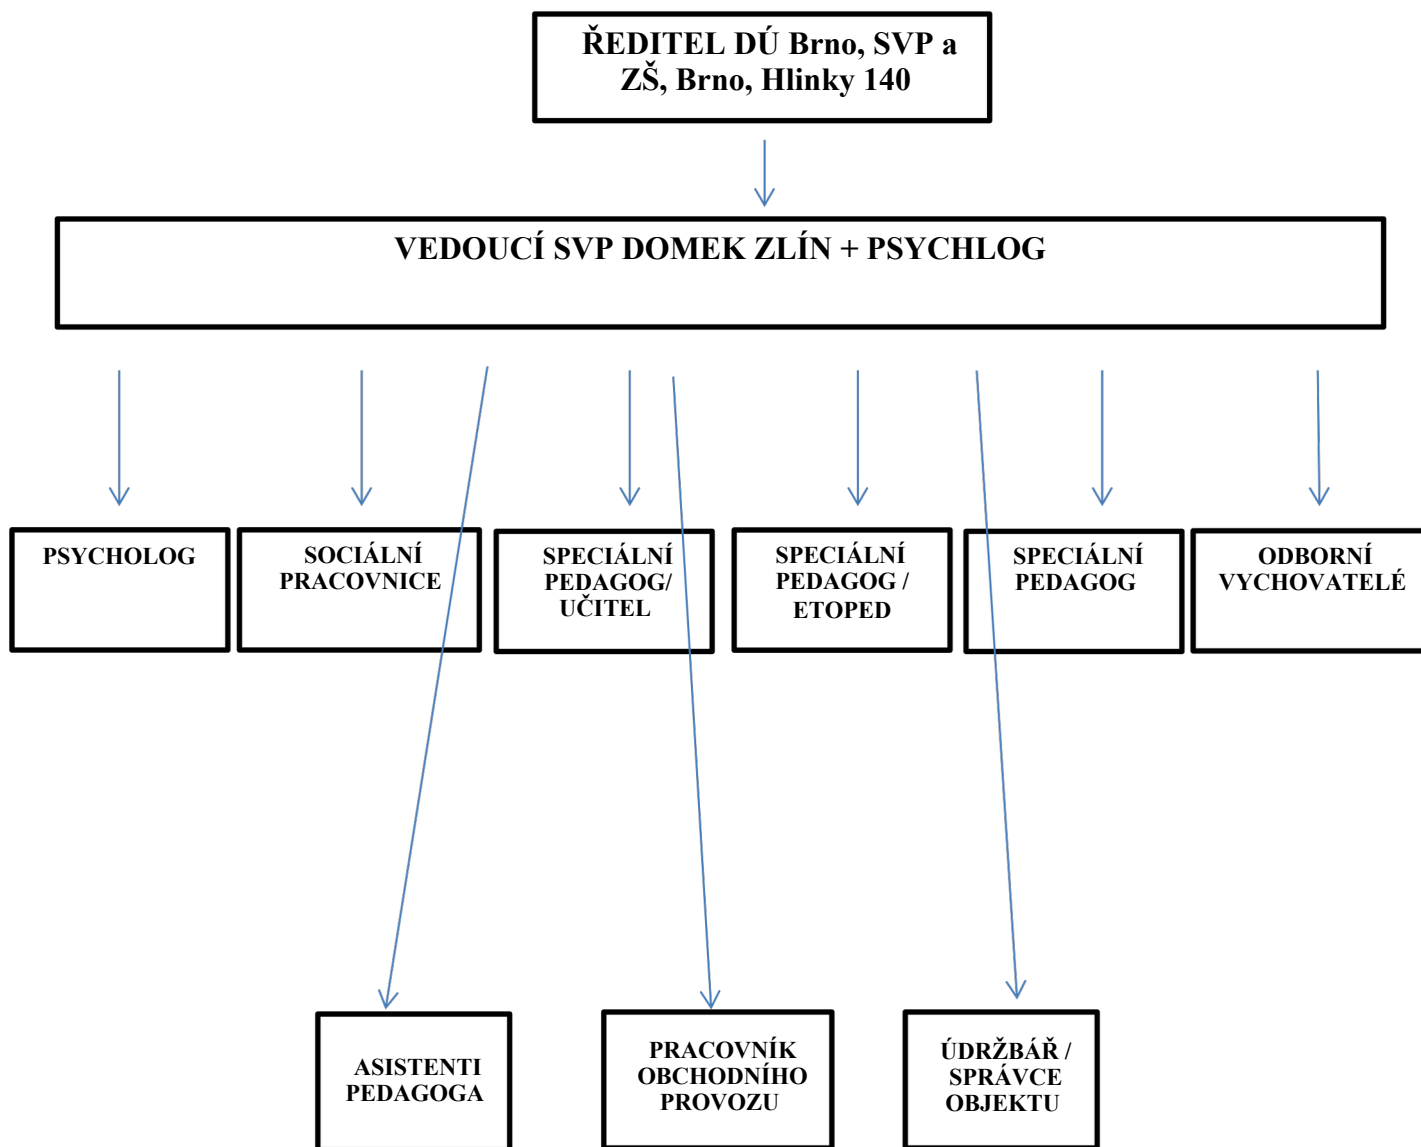 ŘEDITEL DÚ Brno, SVP a
ZŠ, Brno, Hlinky 140
VEDOUCÍ SVP DOMEK ZLÍN + PSYCHLOG
PSYCHOLOG
SOCIÁLNÍ
PRACOVNICE
SPECIÁLNÍ
PEDAGOG/
UČITEL
SPECIÁLNÍ
PEDAGOG /
ETOPED
SPECIÁLNÍ
PEDAGOG
ODBORNÍ
VYCHOVATELÉ
ASISTENTI
PEDAGOGA
PRACOVNÍK
OBCHODNÍHO
PROVOZU
ÚDRŽBÁŘ /
SPRÁVCE
OBJEKTU